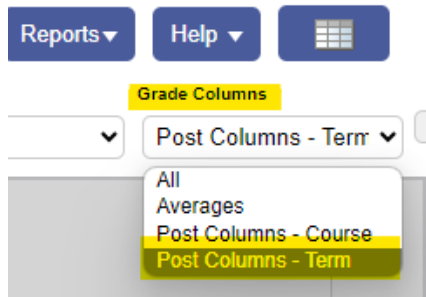 Reports▾ Help ▾
Grade Columns
Post Columns - Term
All
Averages
Post Columns - Course
Post Columns - Term